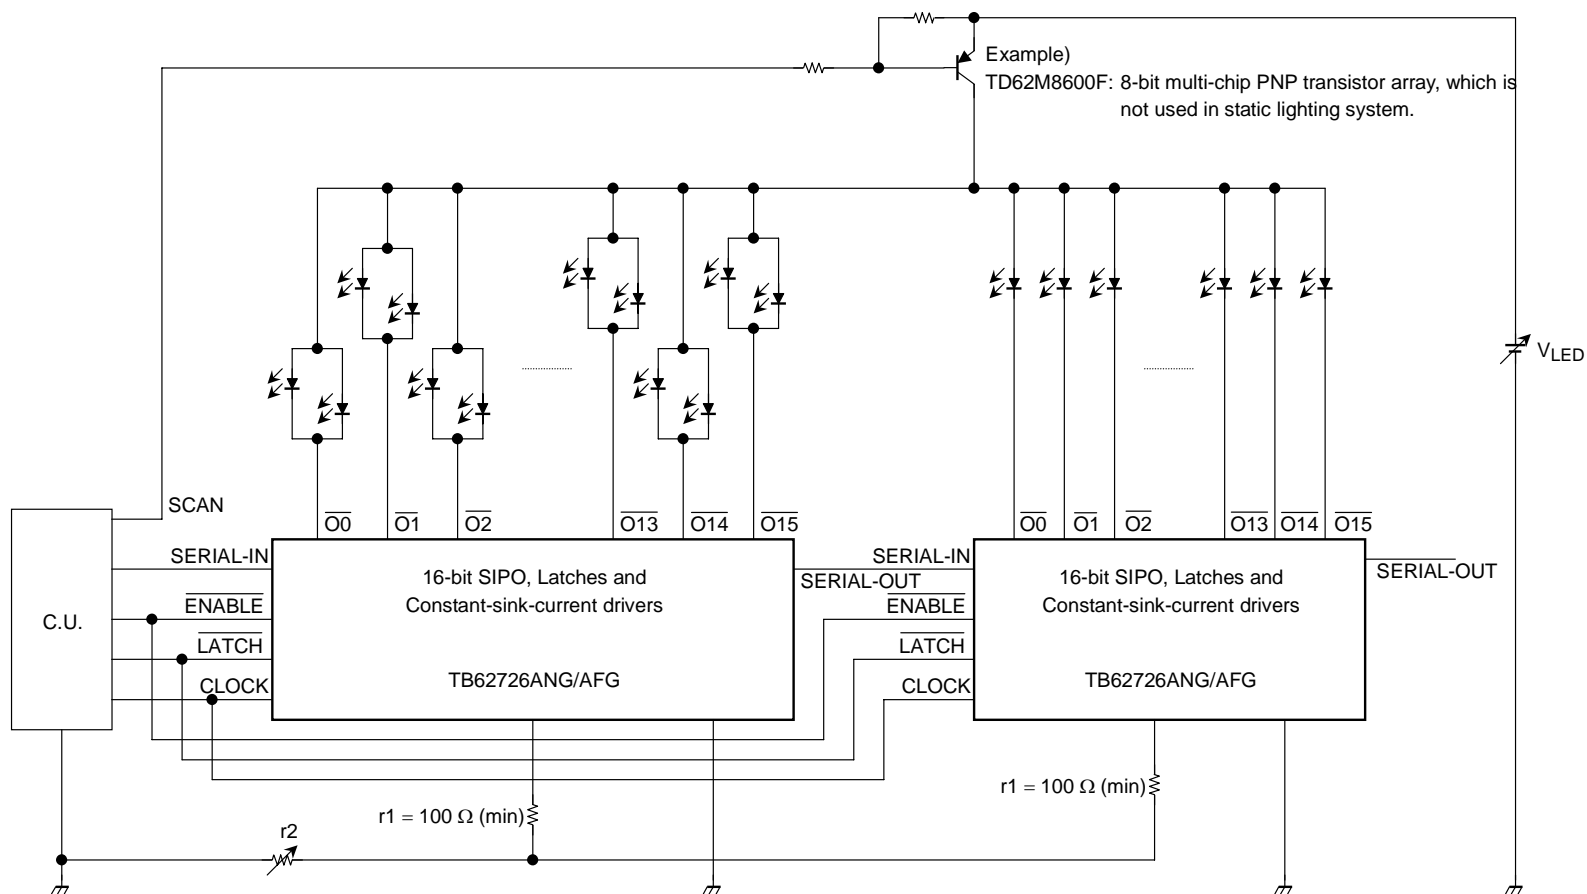 Example)
TD62M8600F: 8-bit multi-chip PNP transistor array, which is
not used in static lighting system.
VLED
SCAN
O0 O1 O2 O13 O14 O15
O0 O1 O2 O13 O14 O15
C.U.
SERIAL-IN
ENABLE
LATCH
CLOCK
16-bit SIPO, Latches and
Constant-sink-current drivers
TB62726ANG/AFG
SERIAL-IN
SERIAL-OUT
ENABLE
LATCH
CLOCK
16-bit SIPO, Latches and
Constant-sink-current drivers
TB62726ANG/AFG
SERIAL-OUT
r1 = 100 Ω (min)
r1 = 100 Ω (min)
r2